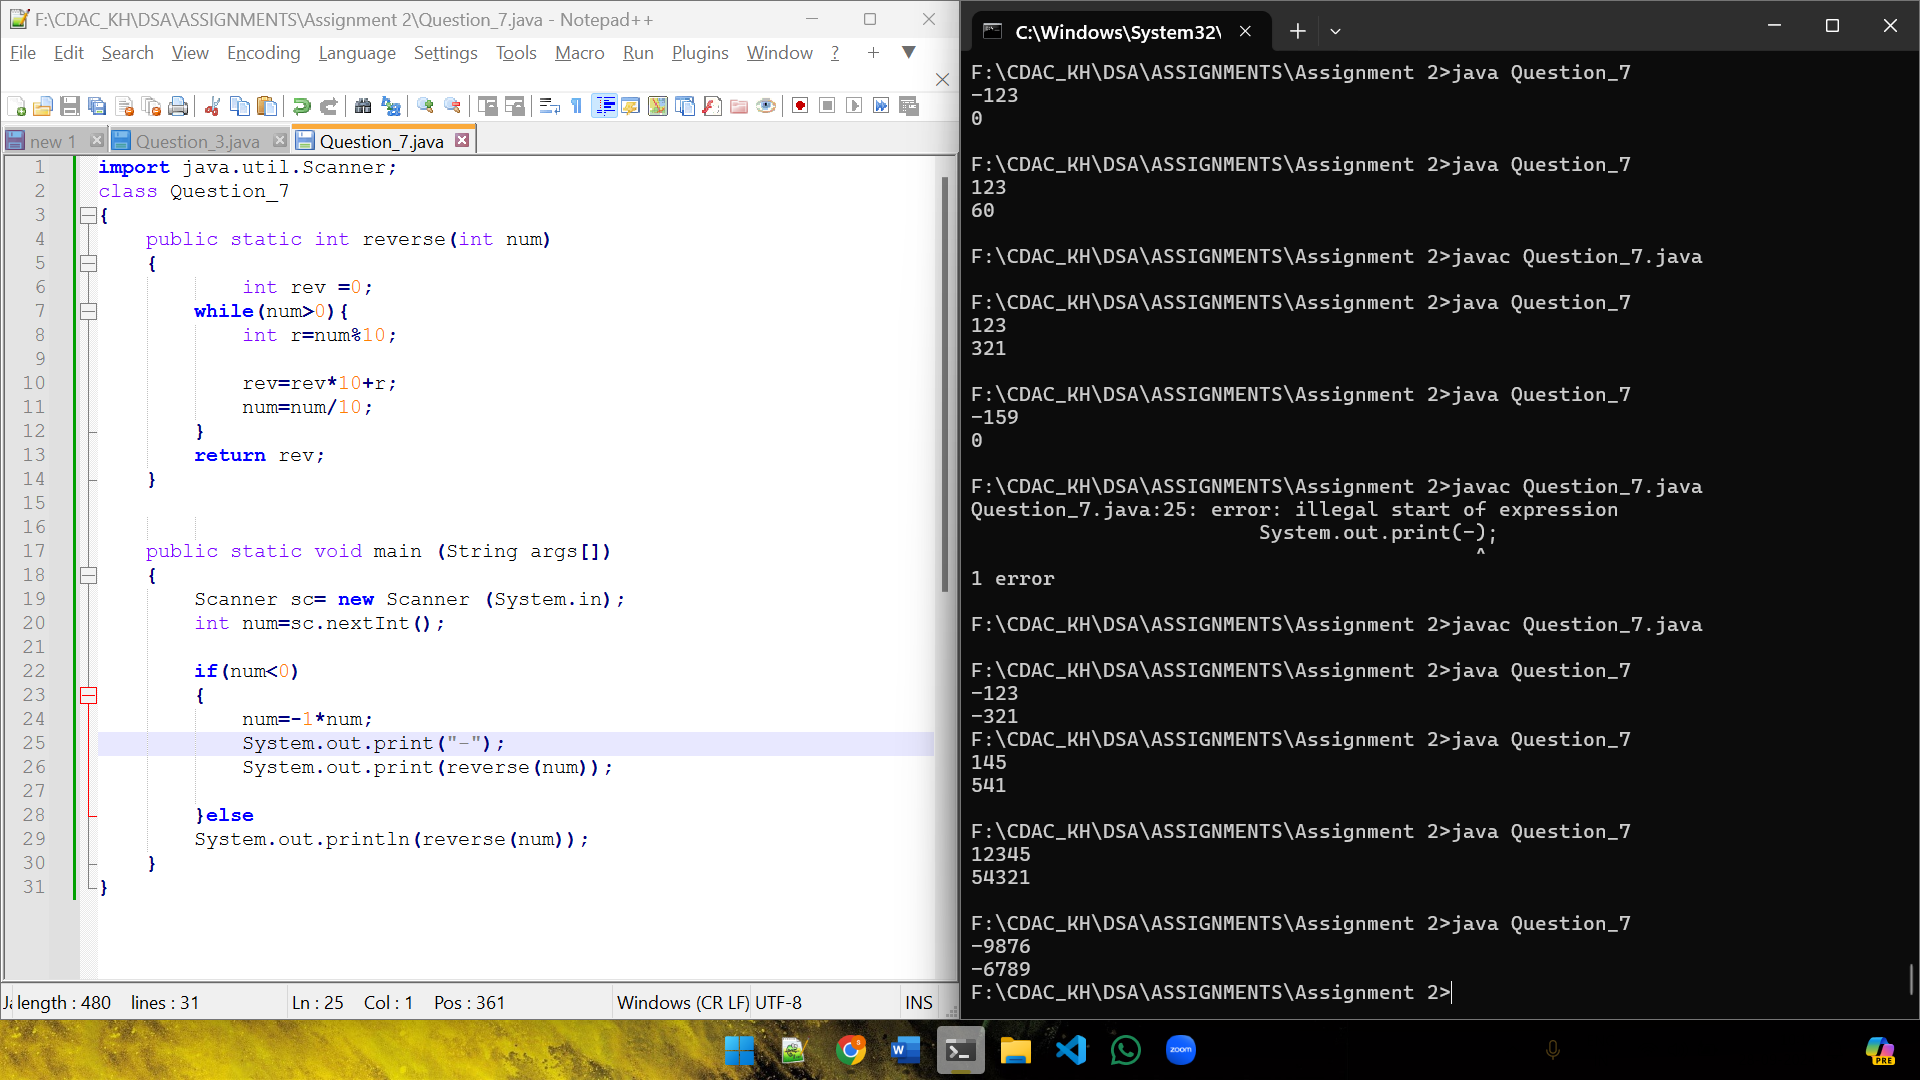 F:\CDAC_KH\DSA\ASSIGNMENTS\Assignment 2\Question_7.java - Notepad++
File Edit Search View Encoding Language Settings Tools Macro Run Plugins Window ? +
new 1 Question_3.java Question_7.java
1 import java.util.Scanner;
2 class Question_7
3 {
4 public static int reverse(int num)
5 {
6 int rev =0;
7 while(num>0){
8 int r=num%10;
9
10 rev=rev*10+r;
11 num=num/10;
12 }
13 return rev;
14 }
15
16
17 public static void main (String args[])
18 {
19 Scanner sc= new Scanner (System.in);
20 int num=sc.nextInt();
21
22 if(num<0)
23 {
24 num=-1*num;
25 System.out.print("-");
26 System.out.print(reverse(num));
27
28 }else
29 System.out.println(reverse(num));
30 }
31 }
length : 480 lines : 31 Ln : 25 Col : 1 Pos : 361 Windows (CR LF) UTF-8 INS
C:\Windows\System32\
F:\CDAC_KH\DSA\ASSIGNMENTS\Assignment 2>java Question_7
-123
0
F:\CDAC_KH\DSA\ASSIGNMENTS\Assignment 2>java Question_7
123
60
F:\CDAC_KH\DSA\ASSIGNMENTS\Assignment 2>javac Question_7.java
F:\CDAC_KH\DSA\ASSIGNMENTS\Assignment 2>java Question_7
123
321
F:\CDAC_KH\DSA\ASSIGNMENTS\Assignment 2>java Question_7
-159
0
F:\CDAC_KH\DSA\ASSIGNMENTS\Assignment 2>javac Question_7.java
Question_7.java:25: error: illegal start of expression
System.out.print(-);
^
1 error
F:\CDAC_KH\DSA\ASSIGNMENTS\Assignment 2>javac Question_7.java
F:\CDAC_KH\DSA\ASSIGNMENTS\Assignment 2>java Question_7
-123
-321
F:\CDAC_KH\DSA\ASSIGNMENTS\Assignment 2>java Question_7
145
541
F:\CDAC_KH\DSA\ASSIGNMENTS\Assignment 2>java Question_7
12345
54321
F:\CDAC_KH\DSA\ASSIGNMENTS\Assignment 2>java Question_7
-9876
-6789
F:\CDAC_KH\DSA\ASSIGNMENTS\Assignment 2>
zoom
PRE